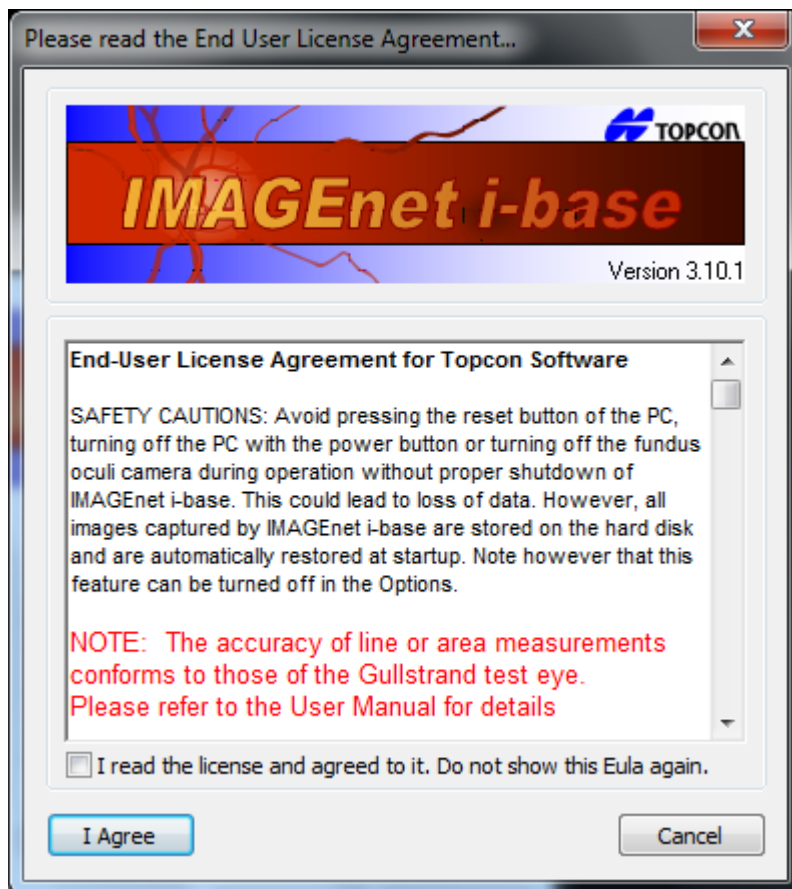 Please read the End User License Agreement...
TOPCON
IMAGEnet i-base
Version 3.10.1
End-User License Agreement for Topcon Software
SAFETY CAUTIONS: Avoid pressing the reset button of the PC,
turning off the PC with the power button or turning off the fundus
oculi camera during operation without proper shutdown of
IMAGEnet i-base. This could lead to loss of data. However, all
images captured by IMAGEnet i-base are stored on the hard disk
and are automatically restored at startup. Note however that this
feature can be turned off in the Options.
NOTE: The accuracy of line or area measurements
conforms to those of the Gullstrand test eye.
Please refer to the User Manual for details
I read the license and agreed to it. Do not show this Eula again.
I Agree
Cancel